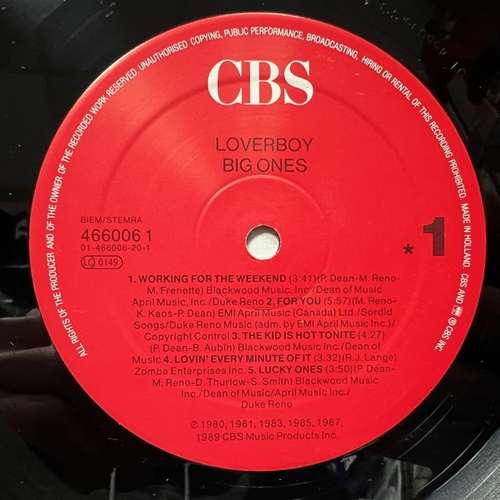 ALL RIGHTS OF THE PRODUCER AND OF THE OWNER OF THE RECORDED WORK RESERVED. UNAUTHORISED COPYING, PUBLIC PERFORMANCE, BROADCASTING, HIRING OR RENTAL OF THIS RECORD PROHIBITED. MADE IN HOLLAND. CBS AND ℗ CBS INC
CBS
LOVERBOY
BIG ONES
BIEM/STEMRA
466006 1
01-466006-20-1
LC 0149
* 1
1. WORKING FOR THE WEEKEND (3:41)(P. Dean-M. Reno-
M. Frenette) Blackwood Music Inc./Dean of Music/
April Music, Inc./Duke Reno 2. FOR YOU (5:57)(M. Reno-
K. Kaos-P. Dean) EMI April Music (Canada) Ltd./Sordid
Songs/Duke Reno Music (adm. by EMI April Music Inc.)/
Copyright Control 3. THE KID IS HOT TONITE (4:27)
(P. Dean-B. Aubin) Blackwood Music Inc./Dean of Music
4. LOVIN' EVERY MINUTE OF IT (3:32)(R.J. Lange)
Zomba Enterprises Inc. 5. LUCKY ONES (3:50)(P. Dean-
M. Reno-D. Thurlow-S. Smith) Blackwood Music
Inc./Dean of Music/April Music Inc./
Duke Reno
℗ 1980, 1981, 1983, 1985, 1987,
1989 CBS Music Products Inc.